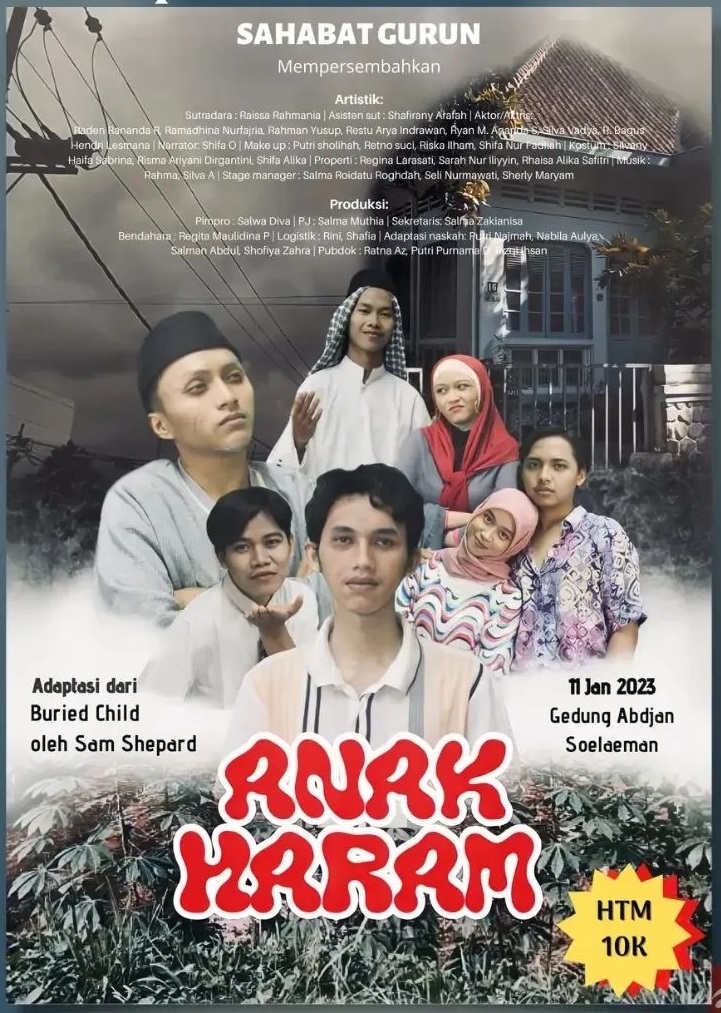 SAHABAT GURUN
Mempersembahkan
Artistik:
Sutradara : Raissa Rahmania | Asisten sut : Shafirany Arafah | Aktor/Aktris:
Raden Rananda R, Ramadhina Nurfajria, Rahman Yusup, Restu Arya Indrawan, Ryan M. Ananda S, Silva Vadya, R. Bagus
Hendri Lesmana | Narrator: Shifa O | Make up : Putri sholihah, Retno suci, Riska Ilham, Shifa Nur Fadilah | Kostum : Silvany
Haifa Sabrina, Risma Ariyani Dirgantini, Shifa Alika | Properti : Regina Larasati, Sarah Nur Iliyyin, Rhaisa Alika Safitri | Musik :
Rahma, Silva A | Stage manager : Salma Roidatu Roghdah, Seli Nurmawati, Sherly Maryam
Produksi:
Pimpro : Salwa Diva | PJ : Salma Muthia | Sekretaris: Salma Zakianisa
Bendahara : Regita Maulidina P | Logistik : Rini, Shafia | Adaptasi naskah: Putri Najmah, Nabila Aulya,
Salman Abdul, Shofiya Zahra | Pubdok : Ratna Az, Putri Purnama
16
Adaptasi dari
Buried Child
oleh Sam Shepard
11 Jan 2023
Gedung Abdjan
Soelaeman
ANAK
HARAM
HTM
10K